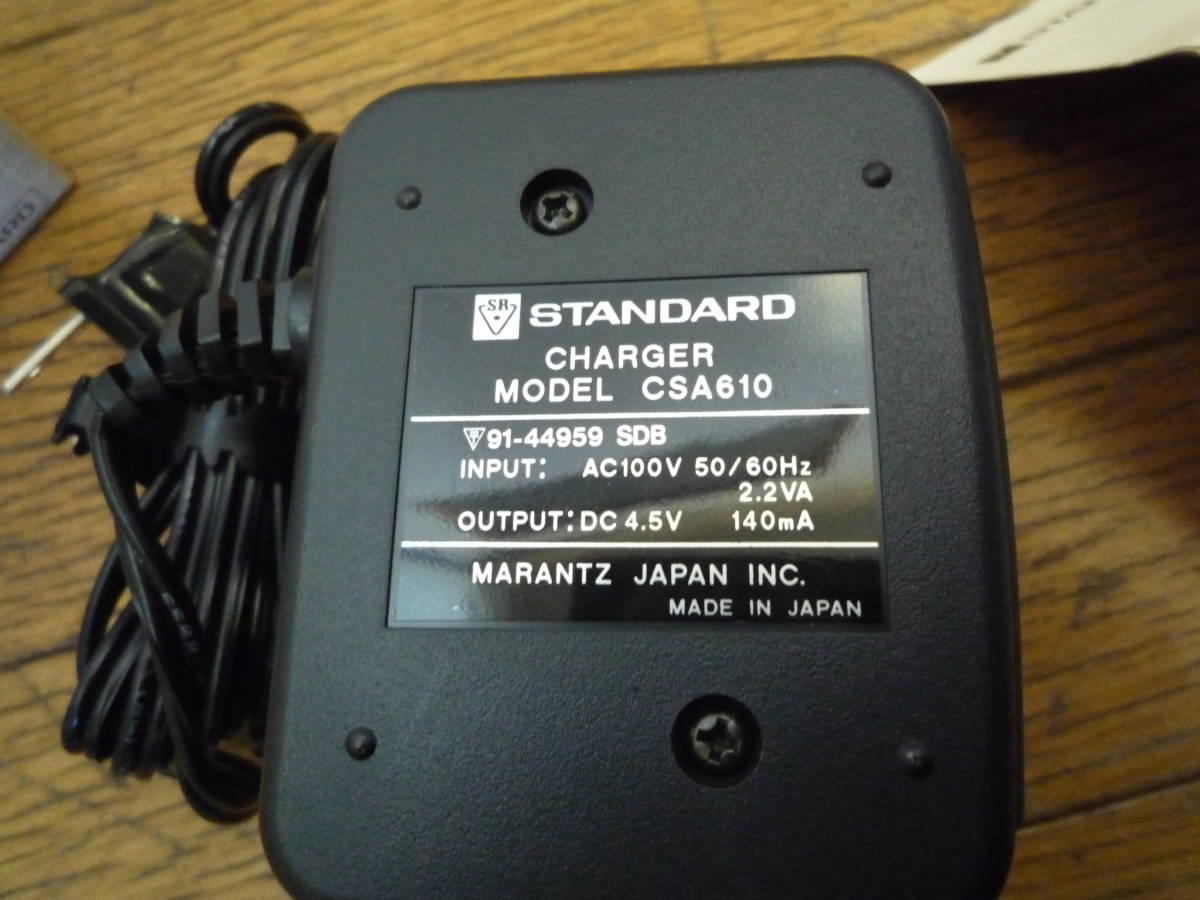 SR STANDARD
CHARGER
MODEL CSA610
91-44959 SDB
INPUT: AC100V 50/60Hz
2.2VA
OUTPUT: DC 4.5V 140mA
MARANTZ JAPAN INC.
MADE IN JAPAN